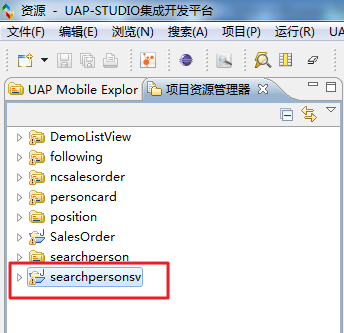 资源 - UAP-STUDIO集成开发平台
文件(F) 编辑(E) 浏览(N) 搜索(A) 项目(P) 运行(R) UA
UAP Mobile Explor 项目资源管理器
DemoListView
following
ncsalesorder
personcard
position
SalesOrder
searchperson
searchpersonsv